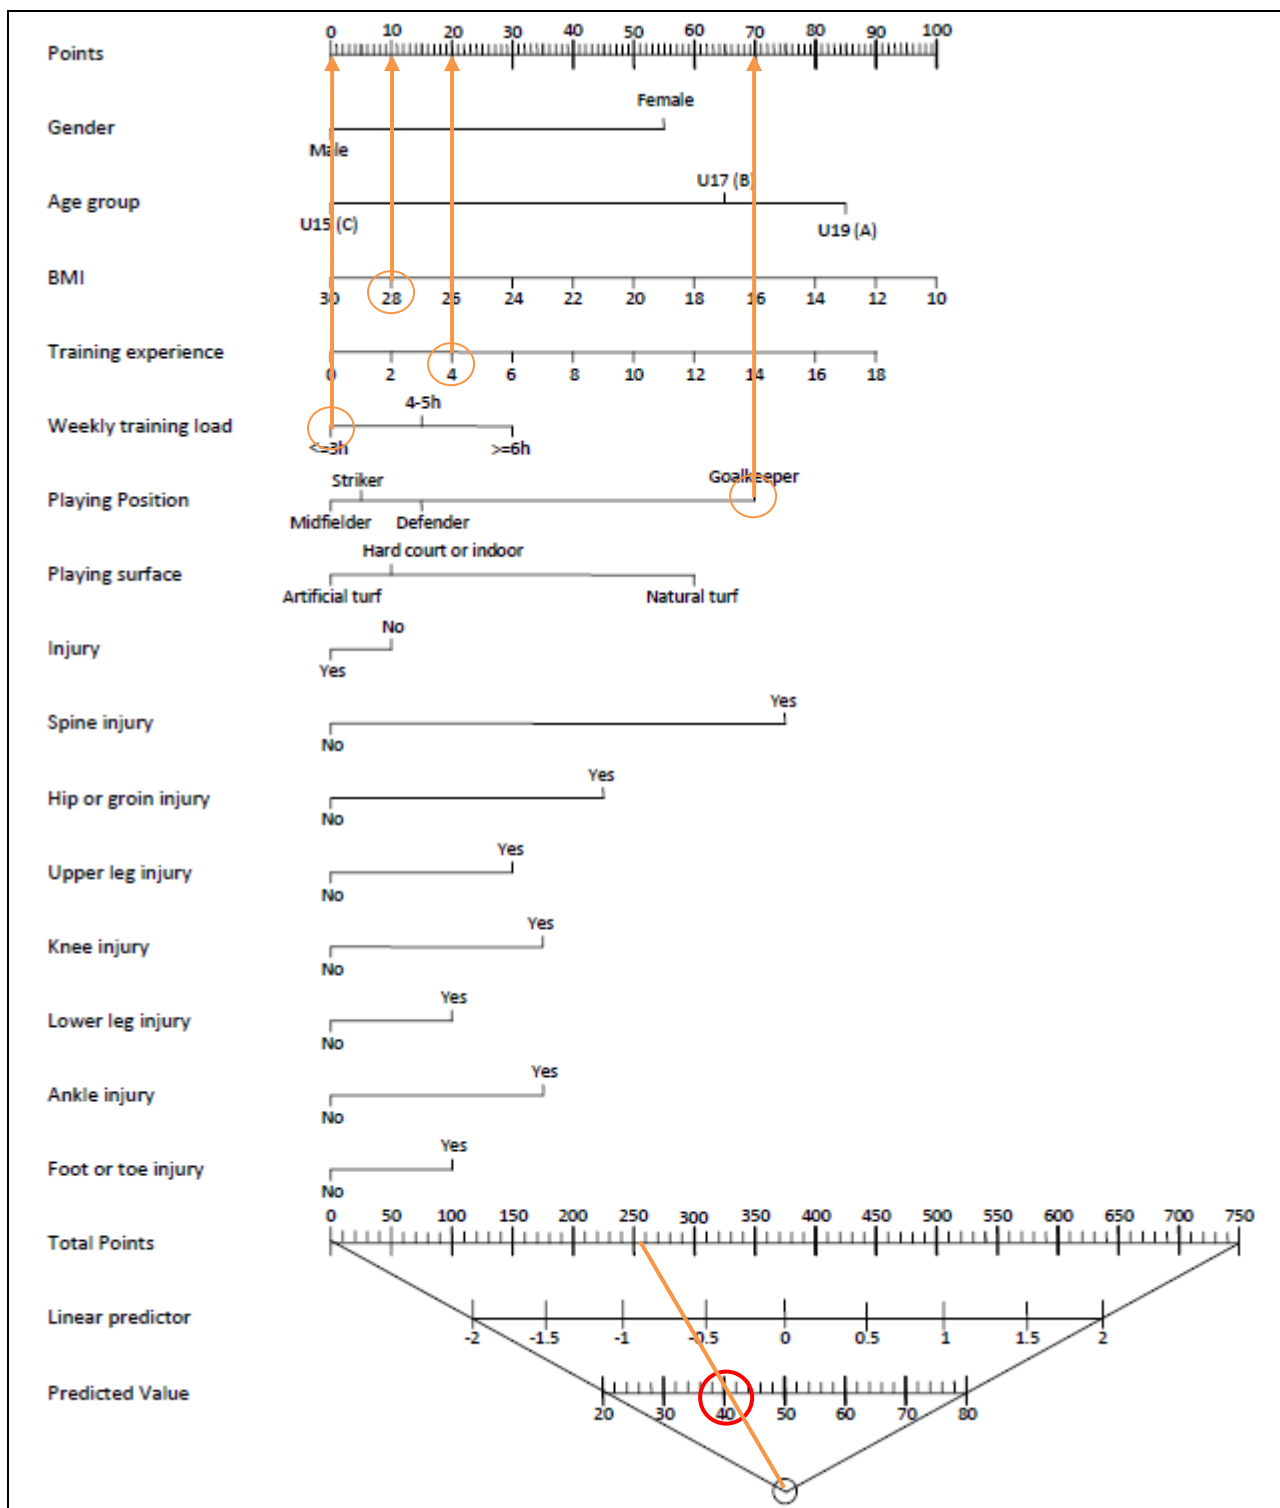 0 10 20 30 40 50 60 70 80 90 100
Points
Female
Gender
Male
U17 (B)
Age group
U15 (C)
U19 (A)
BMI
30 28 26 24 22 20 18 16 14 12 10
Training experience
0 2 4 6 8 10 12 14 16 18
4-5h
Weekly training load
<=3h >=6h
Goalkeeper
Striker
Playing Position
Midfielder Defender
Hard court or indoor
Playing surface
Artificial turf Natural turf
No
Injury
Yes
Yes
Spine injury
No
Yes
Hip or groin injury
No
Yes
Upper leg injury
No
Yes
Knee injury
No
Yes
Lower leg injury
No
Yes
Ankle injury
No
Yes
Foot or toe injury
No
0 50 100 150 200 250 300 350 400 450 500 550 600 650 700 750
Total Points
Linear predictor
-2 -1.5 -1 -0.5 0 0.5 1 1.5 2
Predicted Value
20 30 40 50 60 70 80